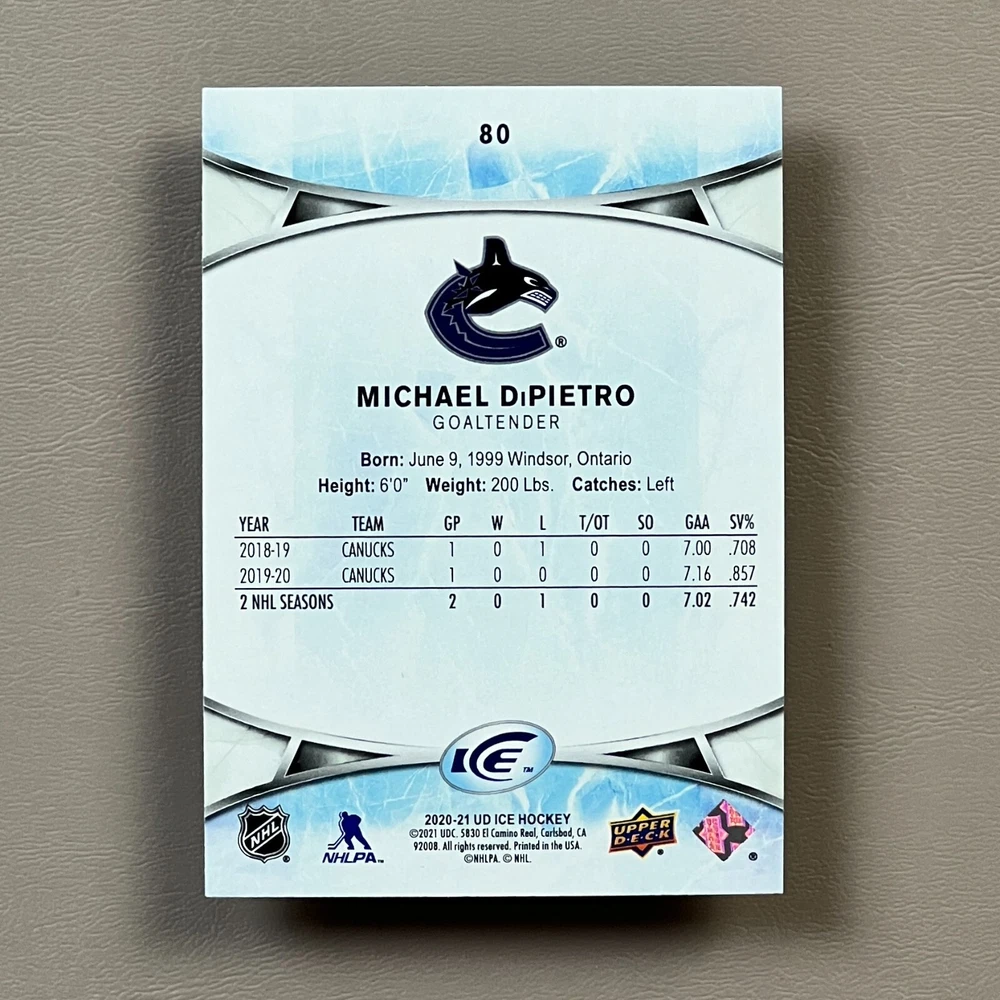 80
®
MICHAEL DiPIETRO
GOALTENDER
Born: June 9, 1999 Windsor, Ontario
Height: 6'0" Weight: 200 Lbs. Catches: Left
YEAR TEAM GP W L T/OT SO GAA SV%
2018-19 CANUCKS 1 0 1 0 0 7.00 .708
2019-20 CANUCKS 1 0 0 0 0 7.16 .857
2 NHL SEASONS 2 0 1 0 0 7.02 .742
ICE ™
NHL ®
NHLPA™
2020-21 UD ICE HOCKEY
©2021 UDC. 5830 El Camino Real, Carlsbad, CA
92008. All rights reserved. Printed in the USA.
©NHLPA. © NHL.
UPPER
D·E·C·K ®
®